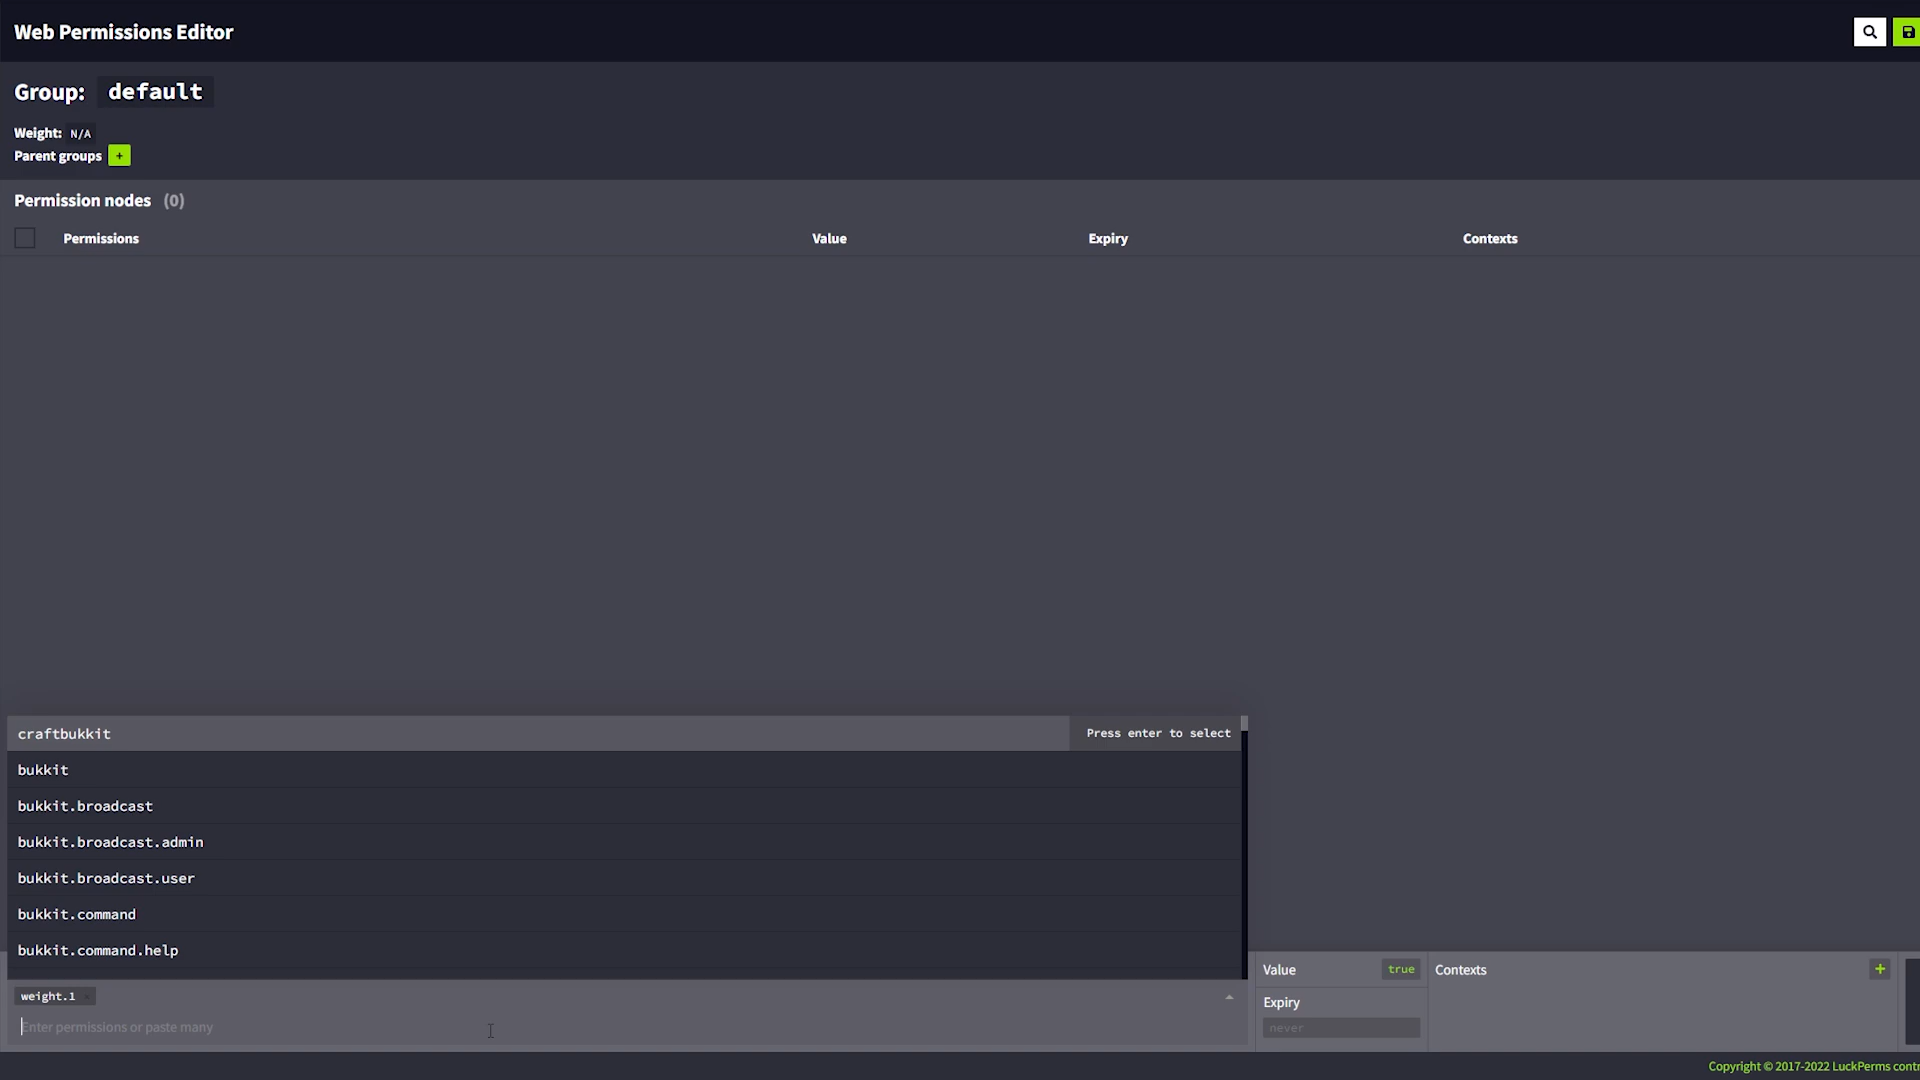 Web Permissions Editor
Group: default
Weight: N/A
Parent groups +
Permission nodes (0)
Permissions Value Expiry Contexts
craftbukkit Press enter to select
bukkit
bukkit.broadcast
bukkit.broadcast.admin
bukkit.broadcast.user
bukkit.command
bukkit.command.help
Value true Contexts +
weight.1 ×
Expiry
Enter permissions or paste many
never
Copyright © 2017-2022 LuckPerms